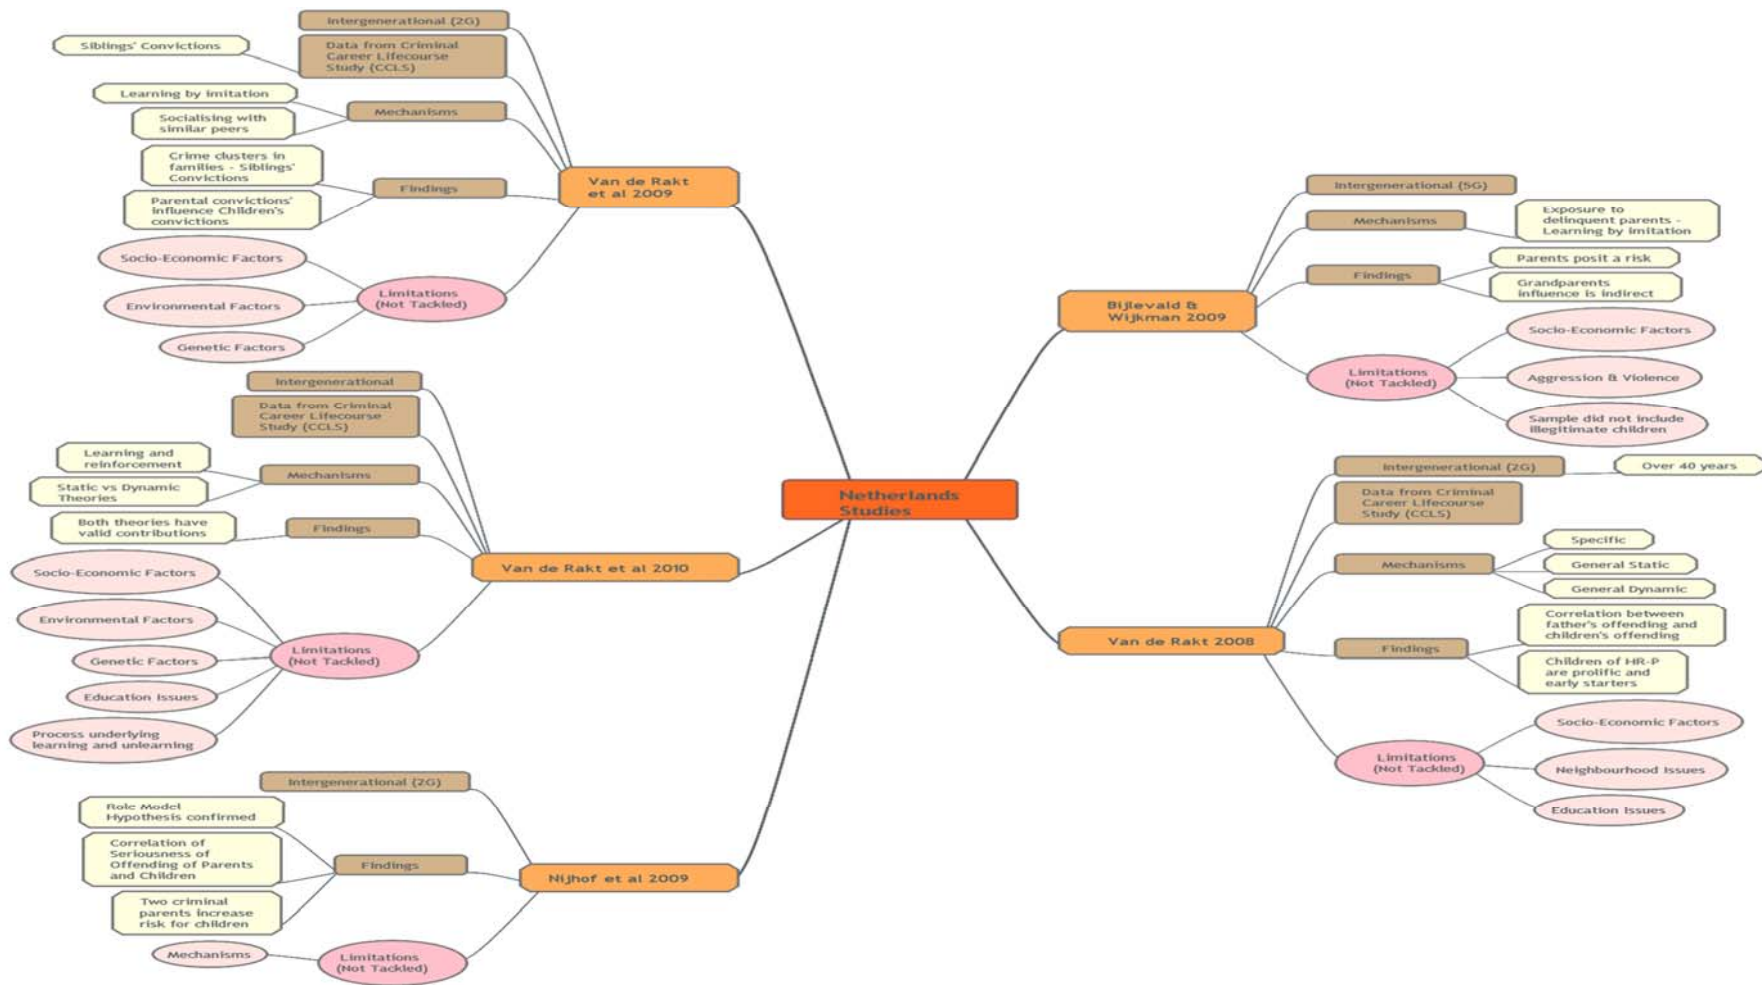 Netherlands
Studies
Van de Rakt
et al 2009
Intergenerational (2G)
Data from Criminal
Career Lifecourse
Study (CCLS)
Siblings' Convictions
Mechanisms
Learning by imitation
Socialising with
similar peers
Findings
Crime clusters in
families - Siblings'
Convictions
Parental convictions'
influence Children's
convictions
Limitations
(Not Tackled)
Socio-Economic Factors
Environmental Factors
Genetic Factors
Van de Rakt et al 2010
Intergenerational
Data from Criminal
Career Lifecourse
Study (CCLS)
Mechanisms
Learning and
reinforcement
Static vs Dynamic
Theories
Findings
Both theories have
valid contributions
Limitations
(Not Tackled)
Socio-Economic Factors
Environmental Factors
Genetic Factors
Education Issues
Process underlying
learning and unlearning
Nijhof et al 2009
Intergenerational (2G)
Findings
Role Model
Hypothesis confirmed
Correlation of
Seriousness of
Offending of Parents
and Children
Two criminal
parents increase
risk for children
Limitations
(Not Tackled)
Mechanisms
Bijlevald &
Wijkman 2009
Intergenerational (5G)
Mechanisms
Exposure to
delinquent parents -
Learning by imitation
Findings
Parents posit a risk
Grandparents
influence is indirect
Limitations
(Not Tackled)
Socio-Economic Factors
Aggression & Violence
Sample did not include
illegitimate children
Van de Rakt 2008
Intergenerational (2G)
Over 40 years
Data from Criminal
Career Lifecourse
Study (CCLS)
Mechanisms
Specific
General Static
General Dynamic
Findings
Correlation between
father's offending and
children's offending
Children of HR-P
are prolific and
early starters
Limitations
(Not Tackled)
Socio-Economic Factors
Neighbourhood Issues
Education Issues